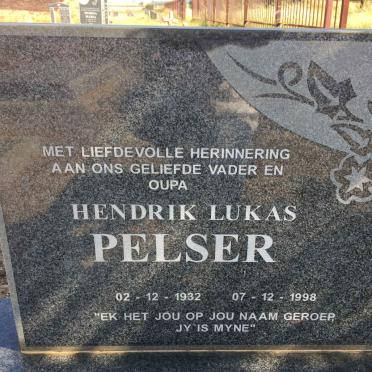 MET LIEFDEVOLLE HERINNERING
AAN ONS GELIEFDE VADER EN
OUPA
HENDRIK LUKAS
PELSER
02 - 12 - 1932 07 - 12 - 1998
"EK HET JOU OP JOU NAAM GEROEP
JY IS MYNE"